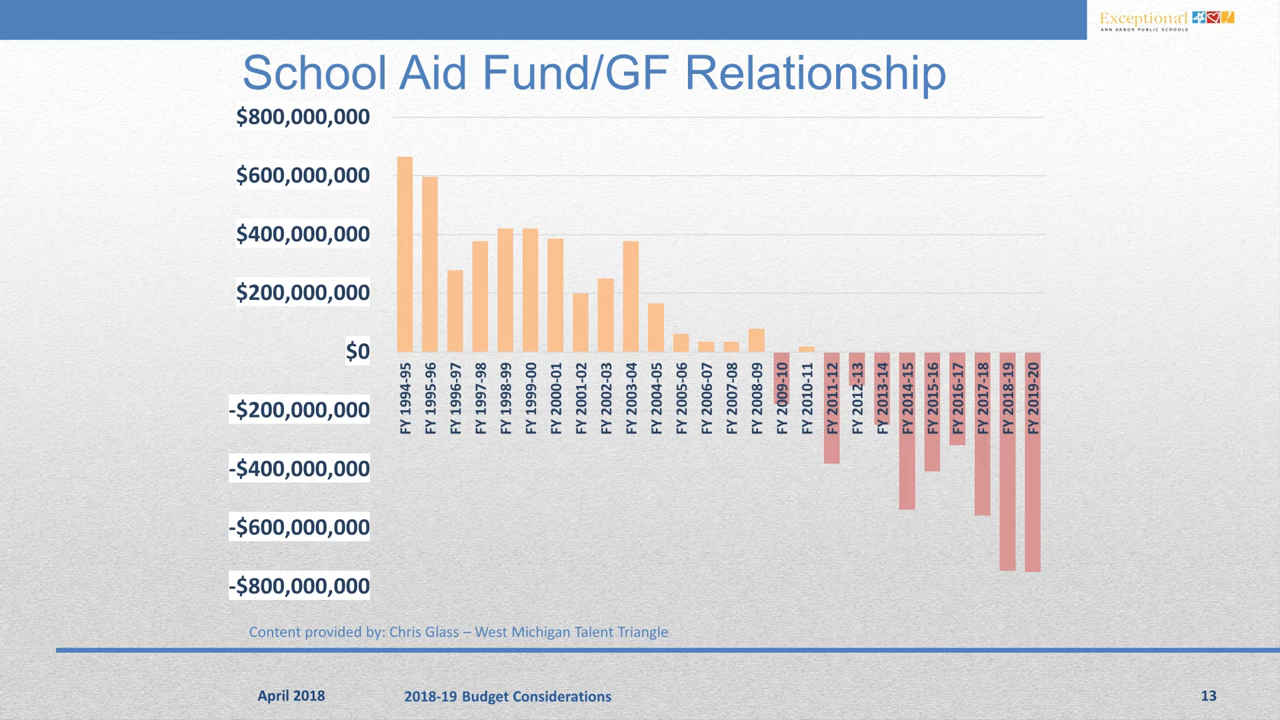 Exceptional
ANN ARBOR PUBLIC SCHOOLS
School Aid Fund/GF Relationship
$800,000,000
$600,000,000
$400,000,000
$200,000,000
$0
-$200,000,000
-$400,000,000
-$600,000,000
-$800,000,000
FY 1994-95
FY 1995-96
FY 1996-97
FY 1997-98
FY 1998-99
FY 1999-00
FY 2000-01
FY 2001-02
FY 2002-03
FY 2003-04
FY 2004-05
FY 2005-06
FY 2006-07
FY 2007-08
FY 2008-09
FY 2009-10
FY 2010-11
FY 2011-12
FY 2012-13
FY 2013-14
FY 2014-15
FY 2015-16
FY 2016-17
FY 2017-18
FY 2018-19
FY 2019-20
Content provided by: Chris Glass – West Michigan Talent Triangle
April 2018
2018-19 Budget Considerations
13